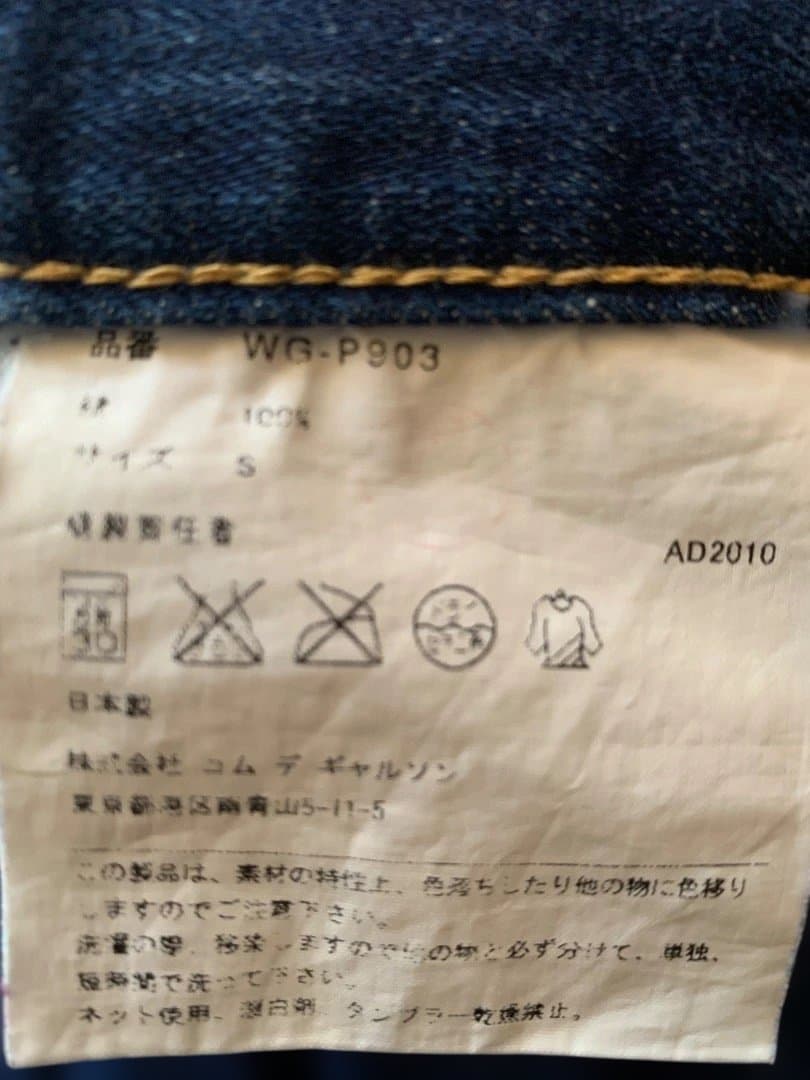 品番 WG-P903
綿 100%
サイズ S
縫製責任者
AD2010
日本製
株式会社 コム デ ギャルソン
東京都港区南青山5-11-5
この製品は、素材の特性上、色落ちしたり他の物に色移り
しますのでご注意下さい。
洗濯の際、移染しますので他の物と必ず分けて、単独、
短時間で洗って下さい。
ネット使用、漂白剤、タンブラー乾燥禁止。